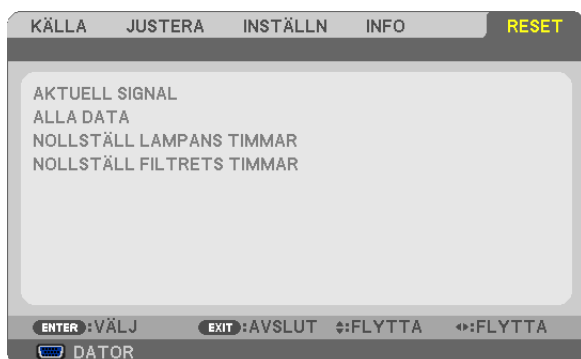 KÄLLA JUSTERA INSTÄLLN INFO RESET
AKTUELL SIGNAL
ALLA DATA
NOLLSTÄLL LAMPANS TIMMAR
NOLLSTÄLL FILTRETS TIMMAR
ENTER:VÄLJ EXIT:AVSLUT :FLYTTA :FLYTTA
DATOR